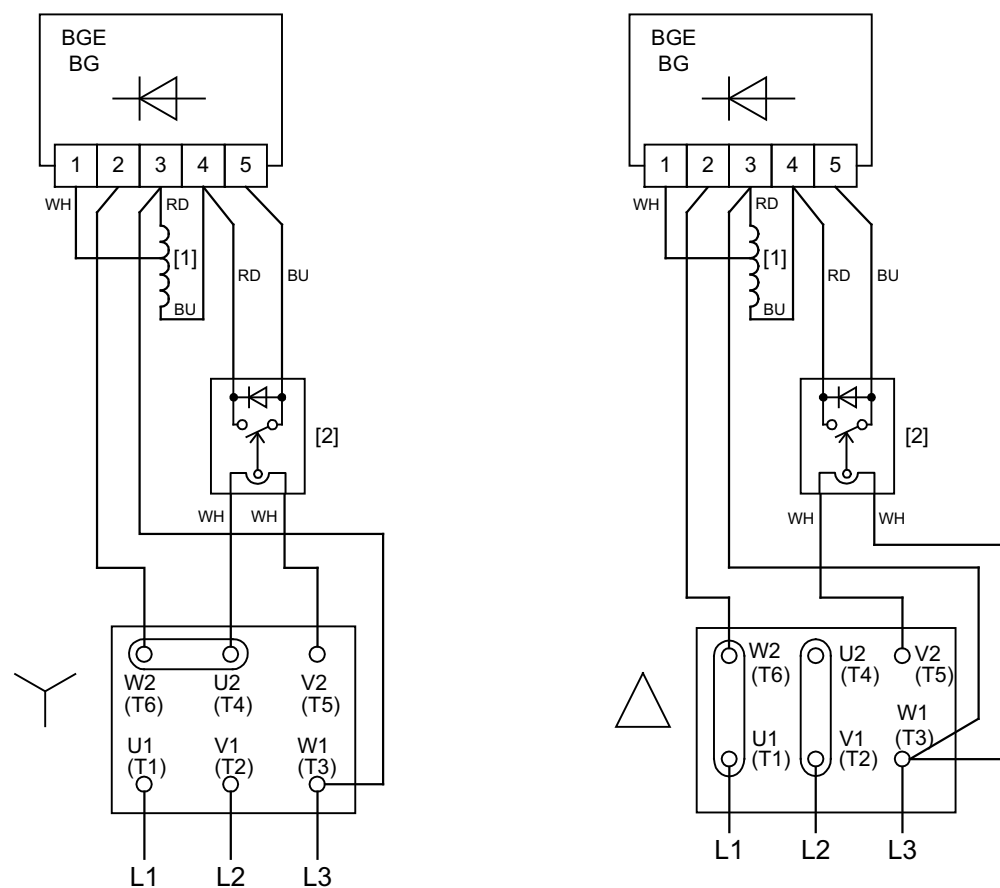 BGE
BG
1 2 3 4 5
WH
RD
[1]
BU
RD
BU
[2]
WH
WH
W2
(T6)
U2
(T4)
V2
(T5)
U1
(T1)
V1
(T2)
W1
(T3)
L1
L2
L3
BGE
BG
1 2 3 4 5
WH
RD
[1]
BU
RD
BU
[2]
WH
WH
W2
(T6)
U2
(T4)
V2
(T5)
U1
(T1)
V1
(T2)
W1
(T3)
L1
L2
L3